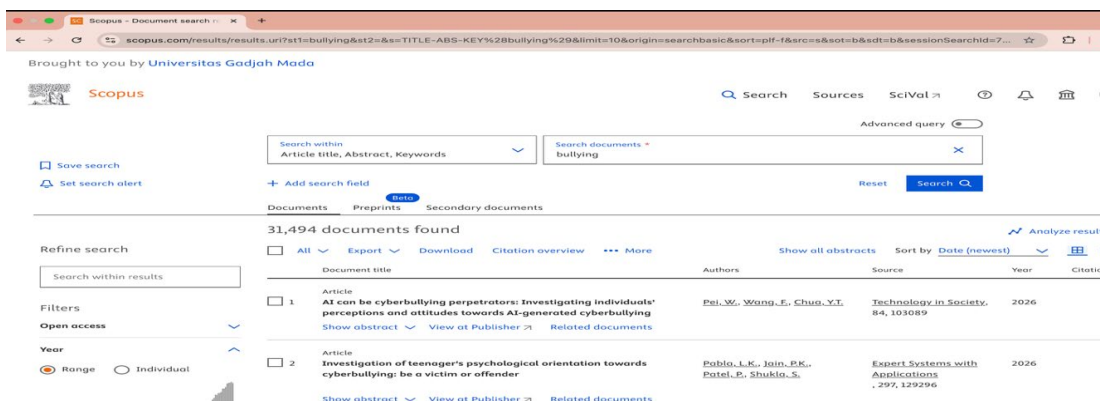 Scopus - Document search r
scopus.com/results/results.uri?st1=bullying&st2=&s=TITLE-ABS-KEY%28bullying%29&limit=10&origin=searchbasic&sort=plf-f&src=s&sot=b&sdt=b&sessionSearchId=7...
Brought to you by Universitas Gadjah Mada
Scopus
Search Sources SciVal
Advanced query
Search within
Article title, Abstract, Keywords
Search documents *
bullying
Save search
Set search alert
+ Add search field
Reset Search
Beta
Documents Preprints Secondary documents
31,494 documents found
Analyze resul
Refine search
All Export Download Citation overview ••• More Show all abstracts Sort by Date (newest)
Search within results
Document title Authors Source Year Citatio
Filters
Open access
Year
Range Individual
Article
1 AI can be cyberbullying perpetrators: Investigating individuals' Pei, W., Wang, F., Chua, Y.T. Technology in Society, 2026
perceptions and attitudes towards AI-generated cyberbullying 84, 103089
Show abstract View at Publisher Related documents
Article
2 Investigation of teenager's psychological orientation towards Pabla, L.K., Jain, P.K., Expert Systems with 2026
cyberbullying: be a victim or offender Patel, P., Shukla, S. Applications
, 297, 129296
Show abstract View at Publisher Related documents